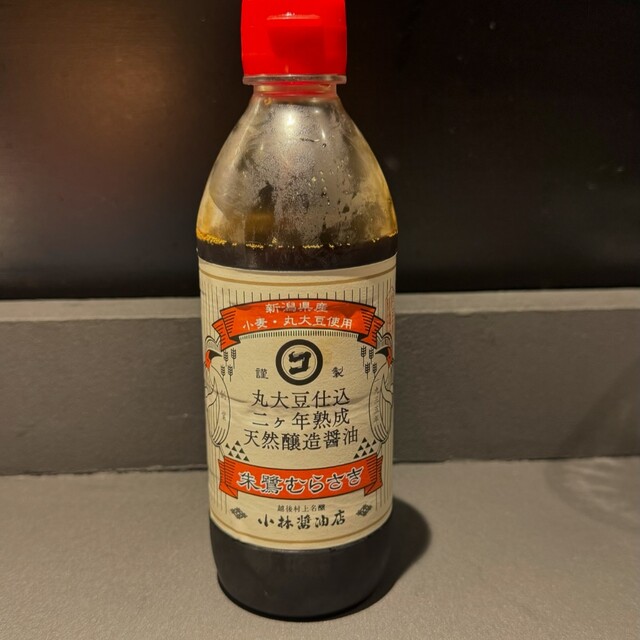 新潟県産
小麦・丸大豆使用
コ
謹製
丸大豆仕込
二ヶ年熟成
天然醸造醤油
朱鷺むらさき
越後村上名醸
小林醤油店